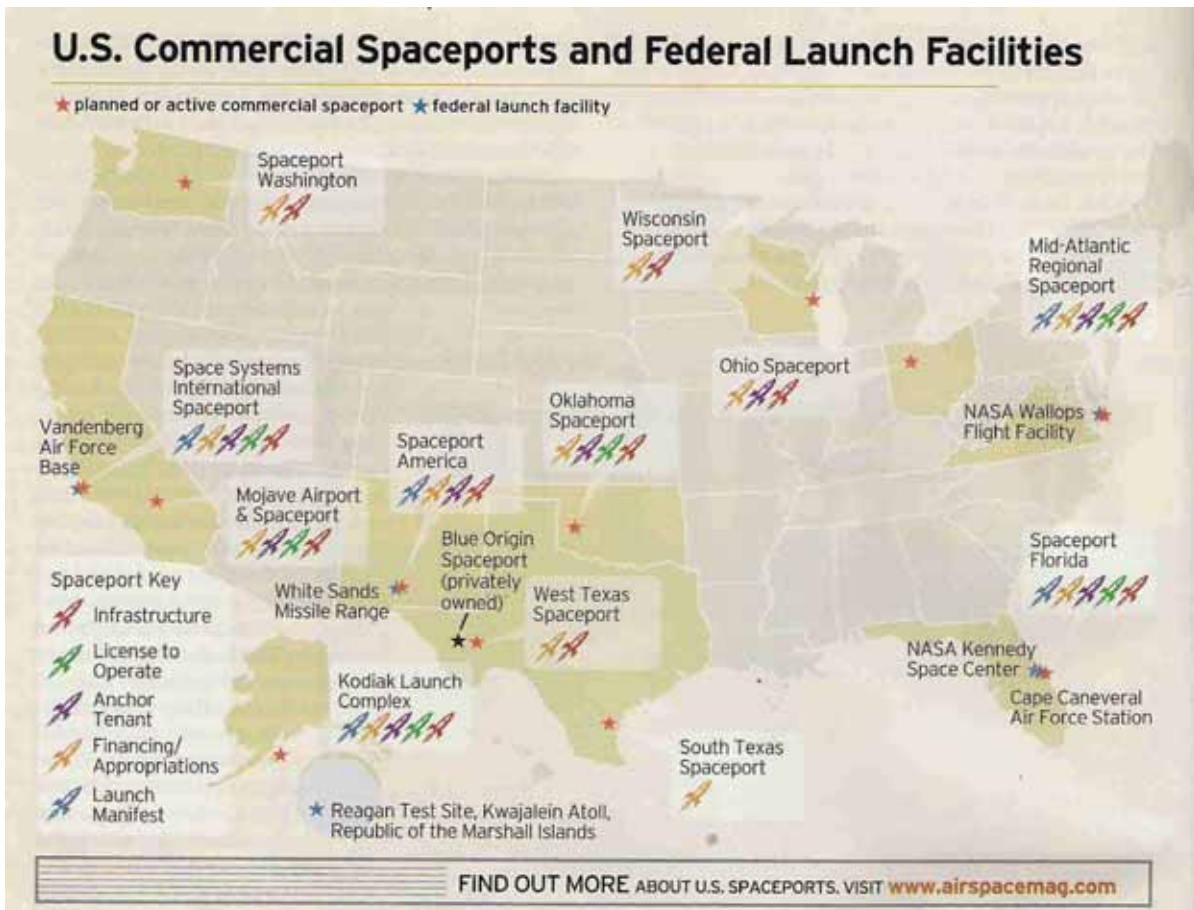 U.S. Commercial Spaceports and Federal Launch Facilities
planned or active commercial spaceport
federal launch facility
Spaceport
Washington
Wisconsin
Spaceport
Mid-Atlantic
Regional
Spaceport
Space Systems
International
Spaceport
Ohio Spaceport
Oklahoma
Spaceport
NASA Wallops
Flight Facility
Vandenberg
Air Force
Base
Spaceport
America
Mojave Airport
& Spaceport
Blue Origin
Spaceport
(privately
owned)
Spaceport
Florida
White Sands
Missile Range
West Texas
Spaceport
Spaceport Key
Infrastructure
License to
Operate
Anchor
Tenant
Financing/
Appropriations
Launch
Manifest
Kodiak Launch
Complex
NASA Kennedy
Space Center
Cape Caneveral
Air Force Station
South Texas
Spaceport
Reagan Test Site, Kwajalein Atoll,
Republic of the Marshall Islands
FIND OUT MORE ABOUT U.S. SPACEPORTS. VISIT www.airspacemag.com